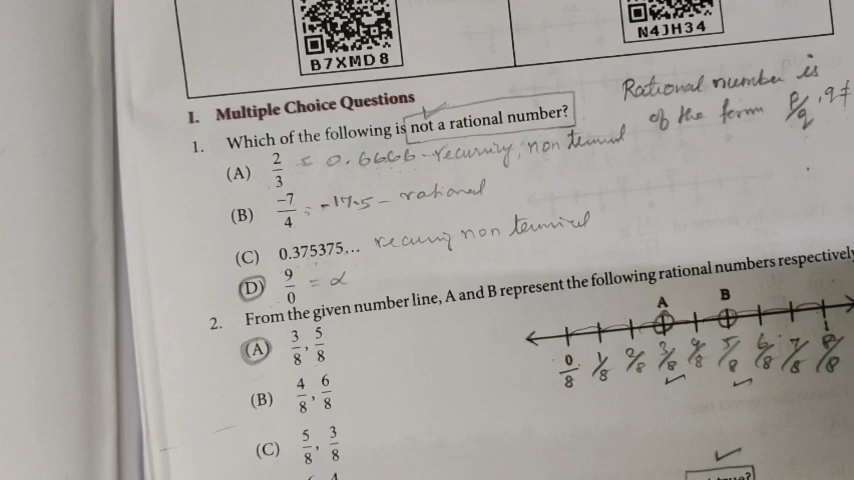 B7XMD8
N4JH34
I. Multiple Choice Questions
Rational number is
of the form p/q, q ≠
1. Which of the following is not a rational number?
(A) 2/3 = 0.6666 - recurring, non terminal
(B) -7/4 = -17.5 - rational
(C) 0.375375... recurring non terminal
(D) 9/0 = α
2. From the given number line, A and B represent the following rational numbers respectively
A B
0/8 1/8 2/8 3/8 4/8 5/8 6/8 7/8 8/8
1
(A) 3/8, 5/8
(B) 4/8, 6/8
(C) 5/8, 3/8